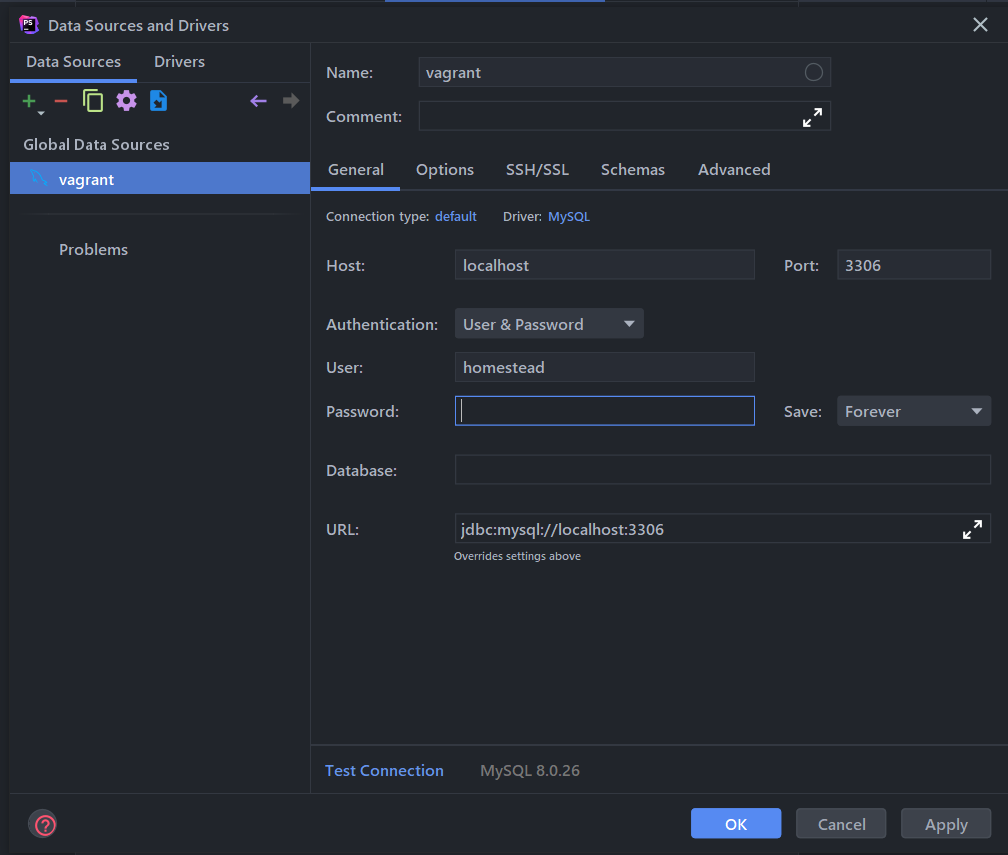 PS
Data Sources and Drivers
Data Sources
Drivers
Global Data Sources
vagrant
Problems
Name:
vagrant
Comment:
General
Options
SSH/SSL
Schemas
Advanced
Connection type: default
Driver: MySQL
Host:
localhost
Port:
3306
Authentication:
User & Password
User:
homestead
Password:
Save:
Forever
Database:
URL:
jdbc:mysql://localhost:3306
Overrides settings above
Test Connection
MySQL 8.0.26
?
OK
Cancel
Apply